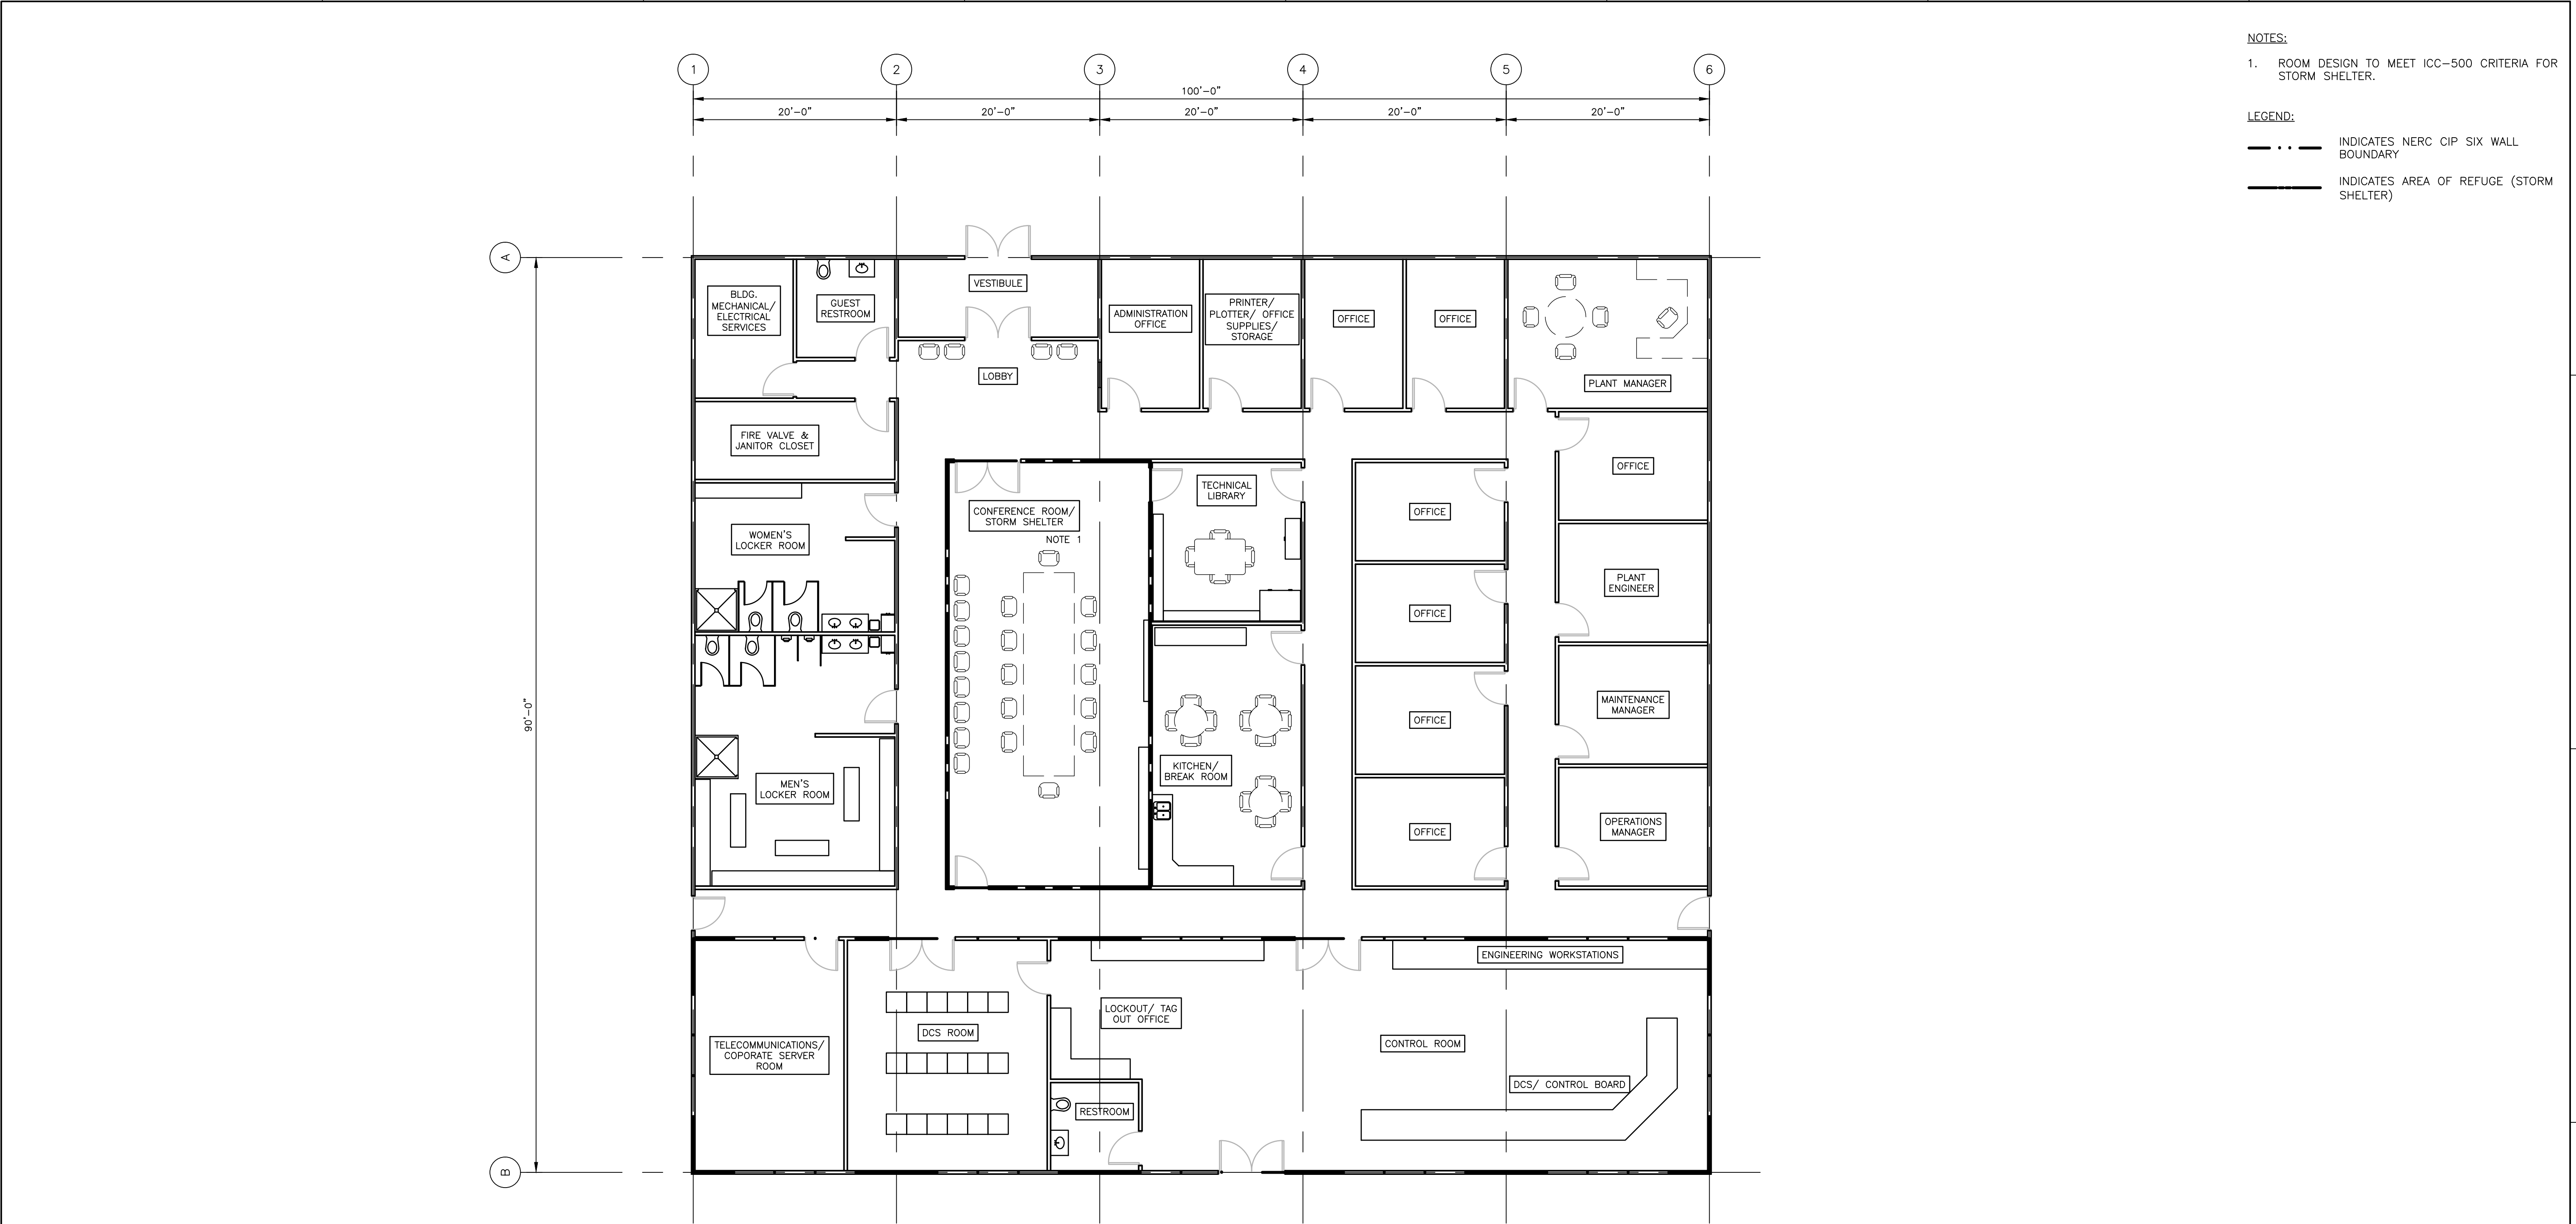 NOTES:
1. ROOM DESIGN TO MEET ICC-500 CRITERIA FOR
STORM SHELTER.
LEGEND:
INDICATES NERC CIP SIX WALL
BOUNDARY
INDICATES AREA OF REFUGE (STORM
SHELTER)
1
2
3
4
5
6
100'-0"
20'-0"
20'-0"
20'-0"
20'-0"
20'-0"
A
90'-0"
B
BLDG.
MECHANICAL/
ELECTRICAL
SERVICES
GUEST
RESTROOM
VESTIBULE
LOBBY
ADMINISTRATION
OFFICE
PRINTER/
PLOTTER/ OFFICE
SUPPLIES/
STORAGE
OFFICE
OFFICE
PLANT MANAGER
FIRE VALVE &
JANITOR CLOSET
OFFICE
WOMEN'S
LOCKER ROOM
CONFERENCE ROOM/
STORM SHELTER
NOTE 1
TECHNICAL
LIBRARY
OFFICE
PLANT
ENGINEER
OFFICE
MAINTENANCE
MANAGER
OFFICE
MEN'S
LOCKER ROOM
KITCHEN/
BREAK ROOM
OFFICE
OPERATIONS
MANAGER
ENGINEERING WORKSTATIONS
TELECOMMUNICATIONS/
COPORATE SERVER
ROOM
DCS ROOM
LOCKOUT/ TAG
OUT OFFICE
CONTROL ROOM
DCS/ CONTROL BOARD
RESTROOM